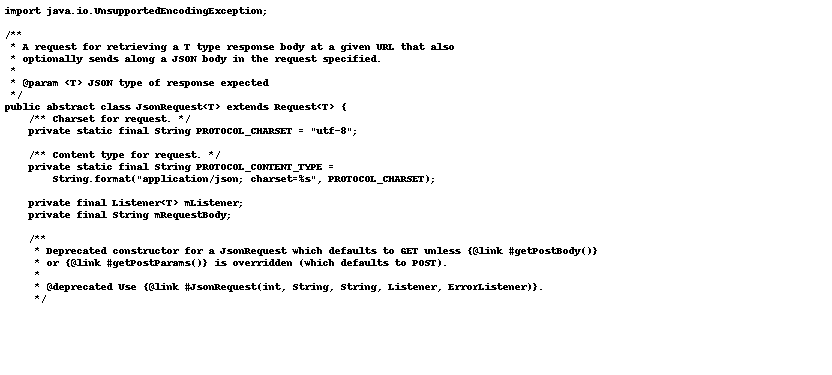 import java.io.UnsupportedEncodingException;
/**
 * A request for retrieving a T type response body at a given URL that also
 * optionally sends along a JSON body in the request specified.
 *
 * @param <T> JSON type of response expected
 */
public abstract class JsonRequest<T> extends Request<T> {
    /** Charset for request. */
    private static final String PROTOCOL_CHARSET = "utf-8";
    /** Content type for request. */
    private static final String PROTOCOL_CONTENT_TYPE =
        String.format("application/json; charset=%s", PROTOCOL_CHARSET);
    private final Listener<T> mListener;
    private final String mRequestBody;
    /**
     * Deprecated constructor for a JsonRequest which defaults to GET unless {@link #getPostBody()}
     * or {@link #getPostParams()} is overridden (which defaults to POST).
     *
     * @deprecated Use {@link #JsonRequest(int, String, String, Listener, ErrorListener)}.
     */